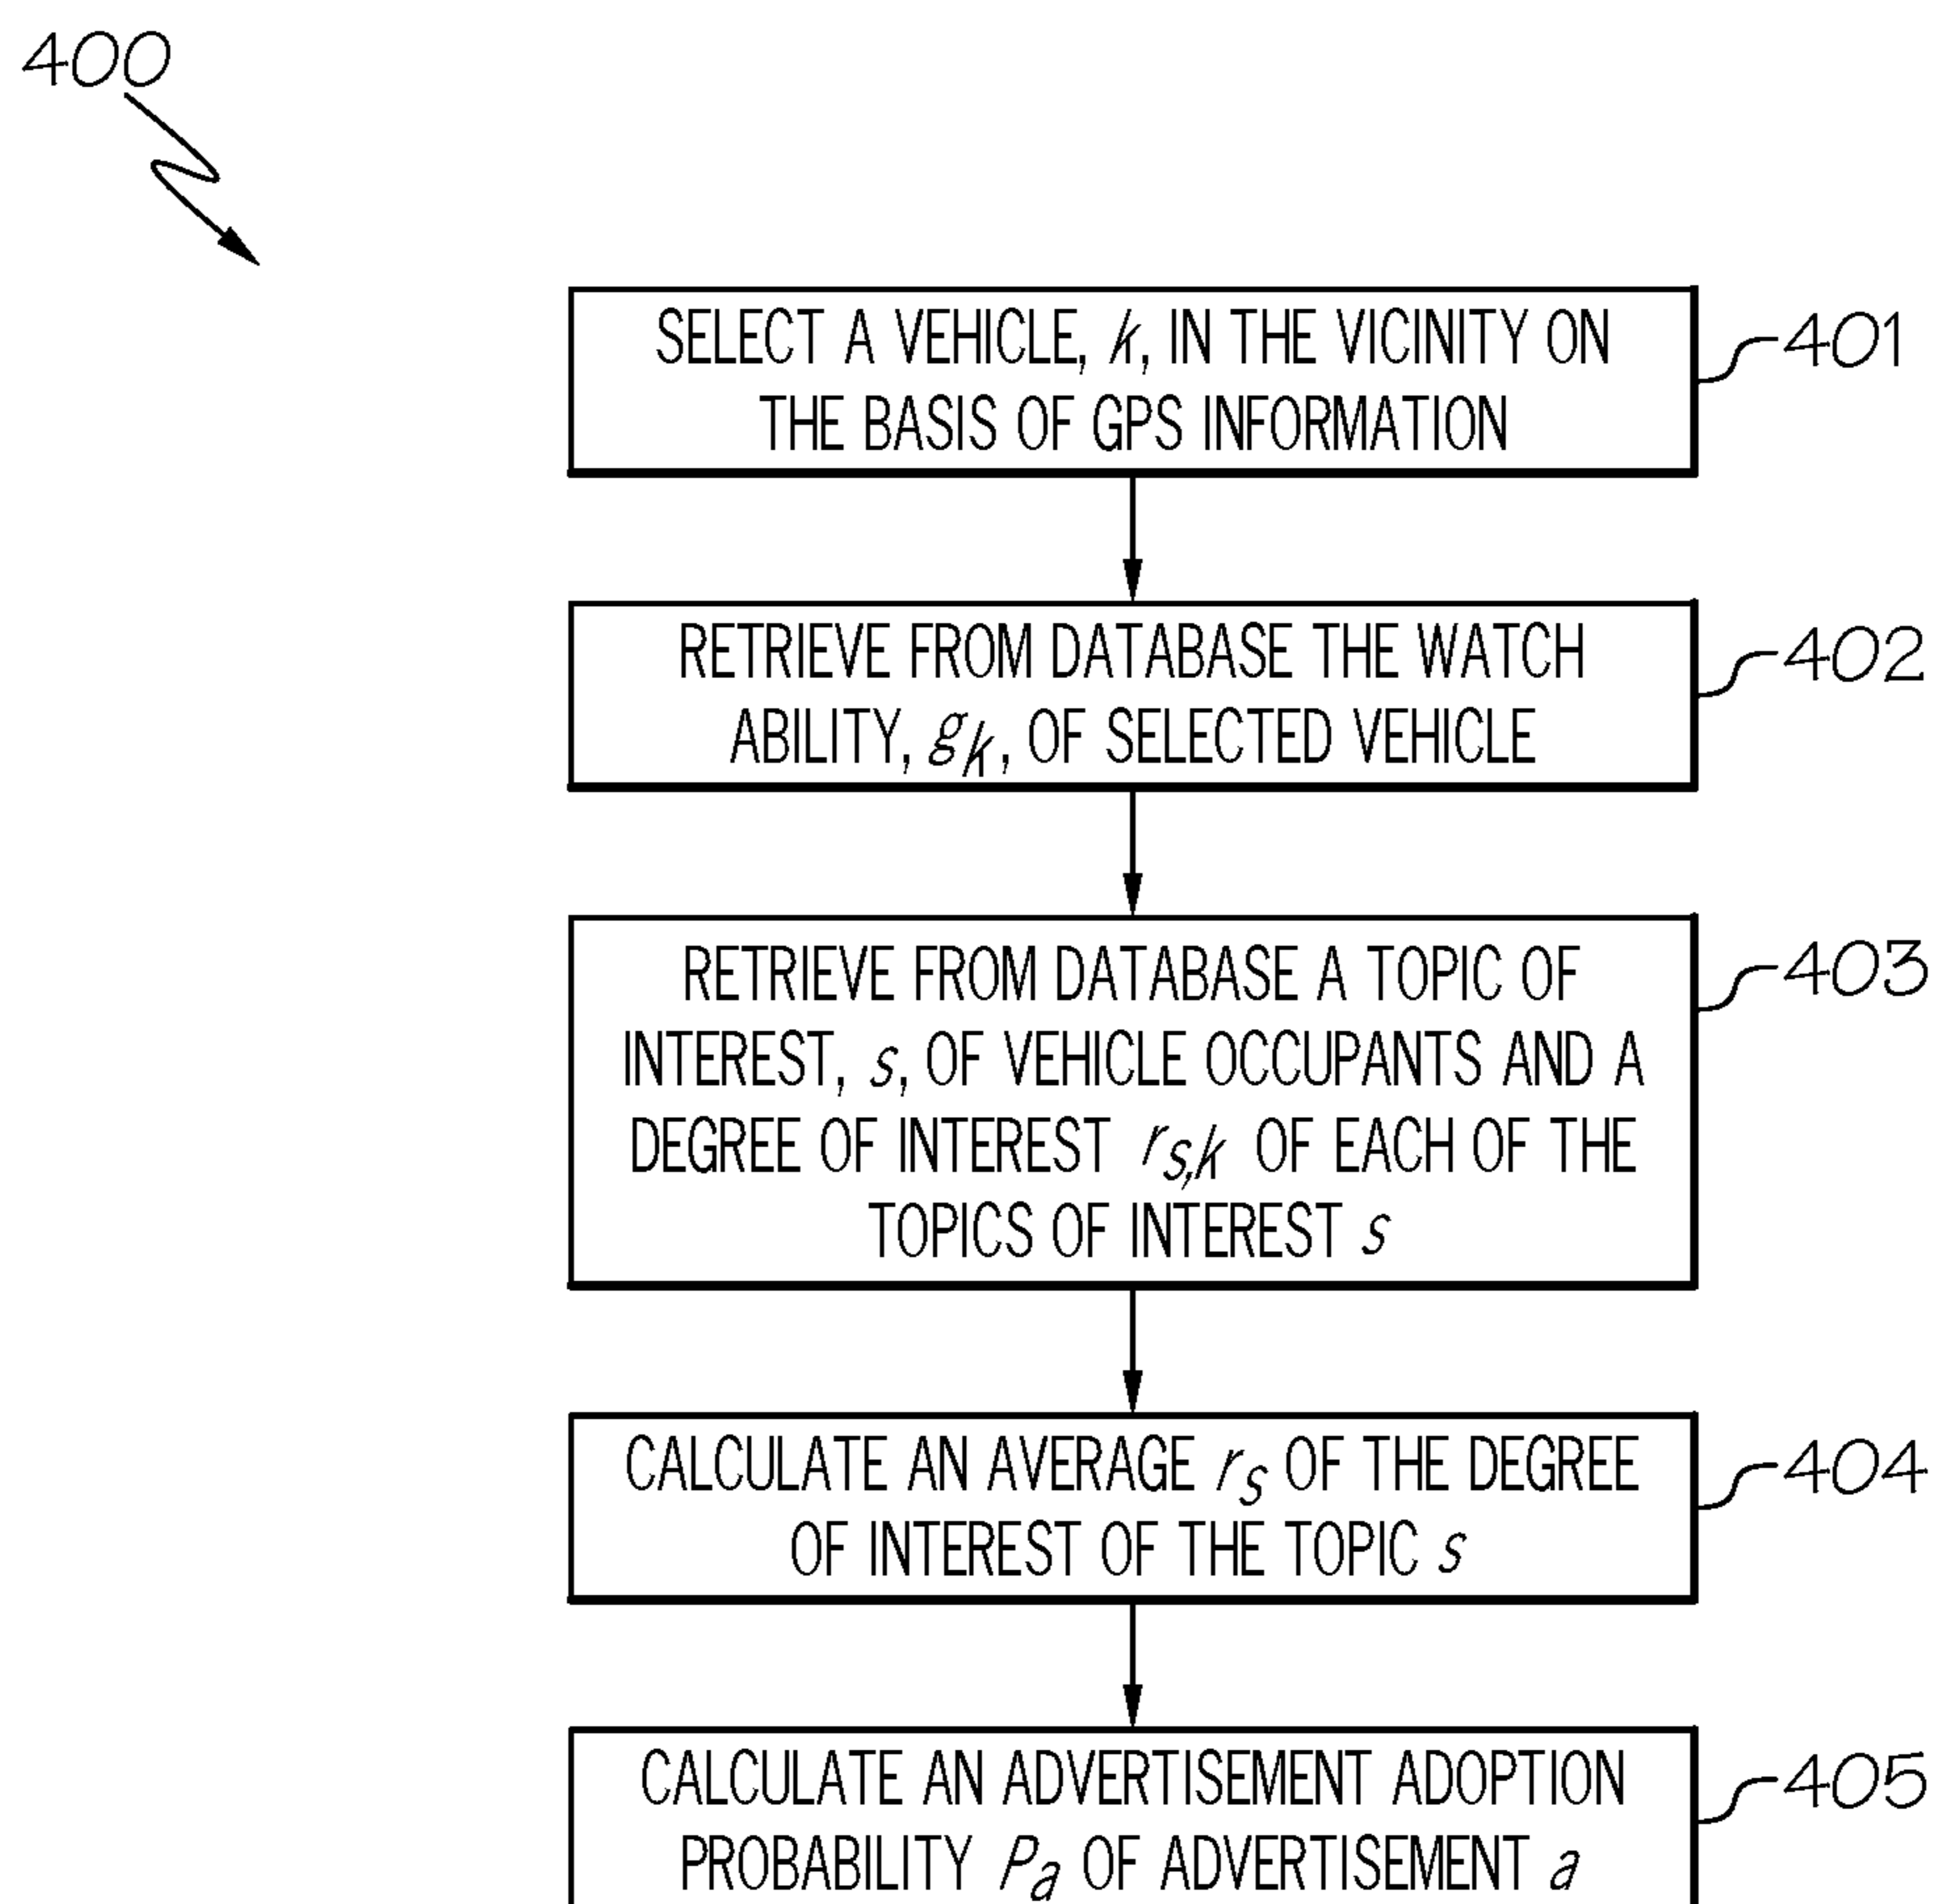 400
SELECT A VEHICLE, k, IN THE VICINITY ON
THE BASIS OF GPS INFORMATION
401
RETRIEVE FROM DATABASE THE WATCH
ABILITY, gk, OF SELECTED VEHICLE
402
RETRIEVE FROM DATABASE A TOPIC OF
INTEREST, s, OF VEHICLE OCCUPANTS AND A
DEGREE OF INTEREST rs,k OF EACH OF THE
TOPICS OF INTEREST s
403
CALCULATE AN AVERAGE rs OF THE DEGREE
OF INTEREST OF THE TOPIC s
404
CALCULATE AN ADVERTISEMENT ADOPTION
PROBABILITY Pa OF ADVERTISEMENT a
405